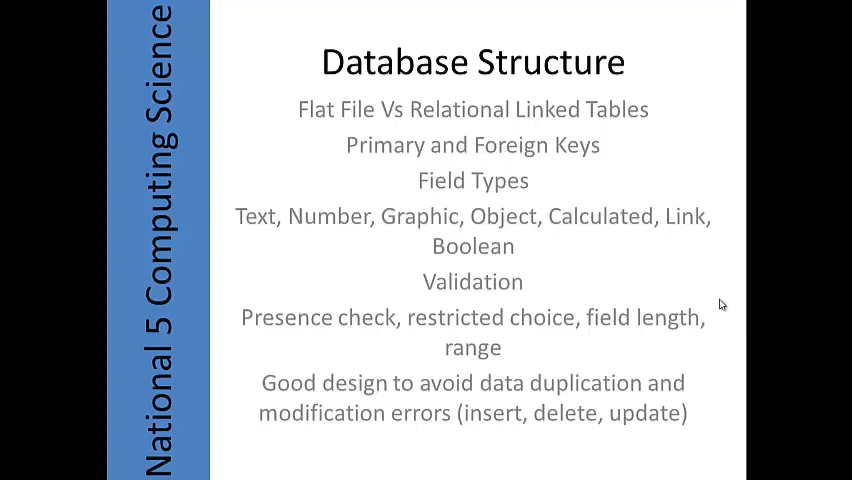 National 5 Computing Science
Database Structure
Flat File Vs Relational Linked Tables
Primary and Foreign Keys
Field Types
Text, Number, Graphic, Object, Calculated, Link,
Boolean
Validation
Presence check, restricted choice, field length,
range
Good design to avoid data duplication and
modification errors (insert, delete, update)